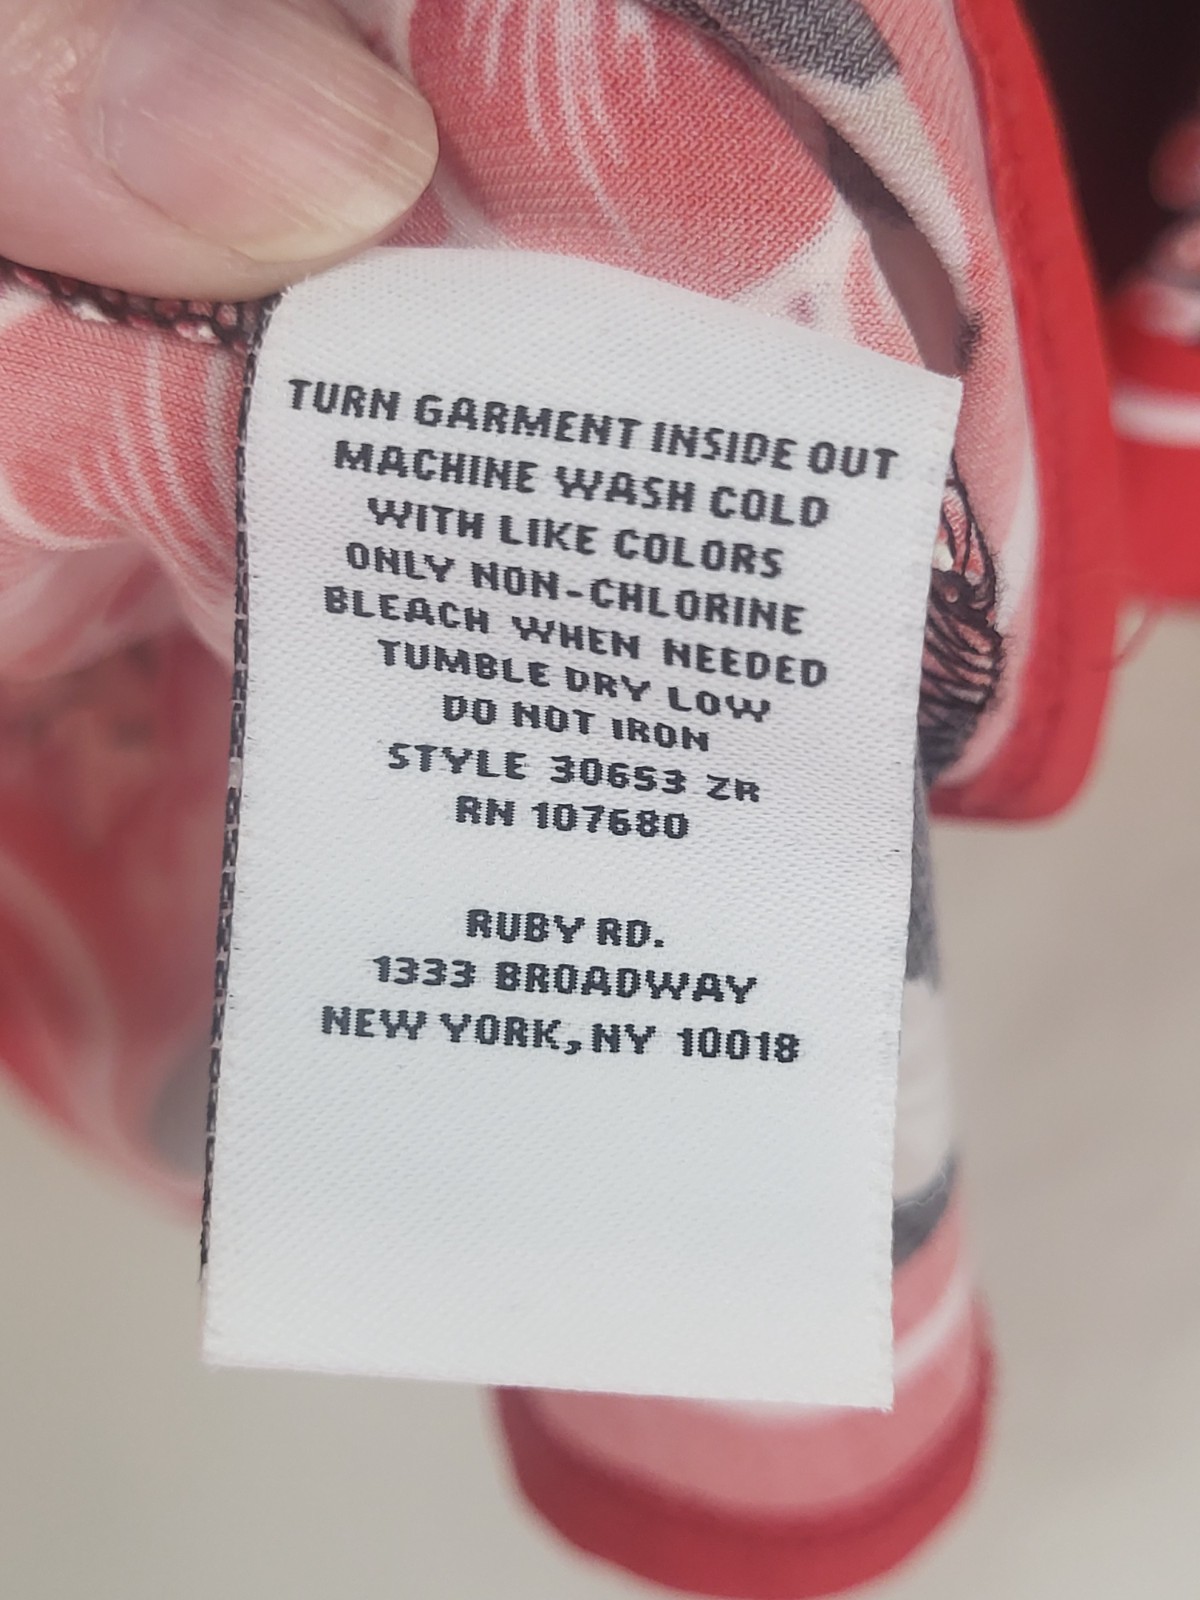 TURN GARMENT INSIDE OUT
MACHINE WASH COLD
WITH LIKE COLORS
ONLY NON-CHLORINE
BLEACH WHEN NEEDED
TUMBLE DRY LOW
DO NOT IRON
STYLE 30653 ZR
RN 107680
RUBY RD.
1333 BROADWAY
NEW YORK, NY 10018